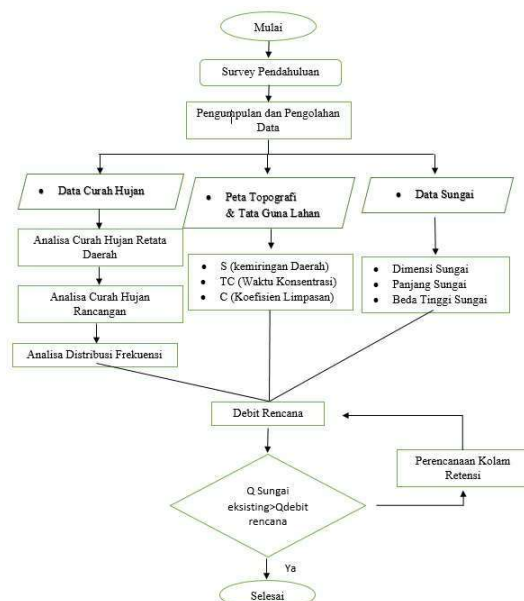 Mulai
Survey Pendahuluan
Pengumpulan dan Pengolahan
Data
• Data Curah Hujan
• Peta Topografi
& Tata Guna Lahan
• Data Sungai
Analisa Curah Hujan Retata
Daerah
Analisa Curah Hujan
Rancangan
Analisa Distribusi Frekuensi
• S (kemiringan Daerah)
• TC (Waktu Konsentrasi)
• C (Koefisien Limpasan)
• Dimensi Sungai
• Panjang Sungai
• Beda Tinggi Sungai
Debit Rencana
Perencanaan Kolam
Retensi
Q Sungai
eksisting>Qdebit
rencana
Ya
Selesai